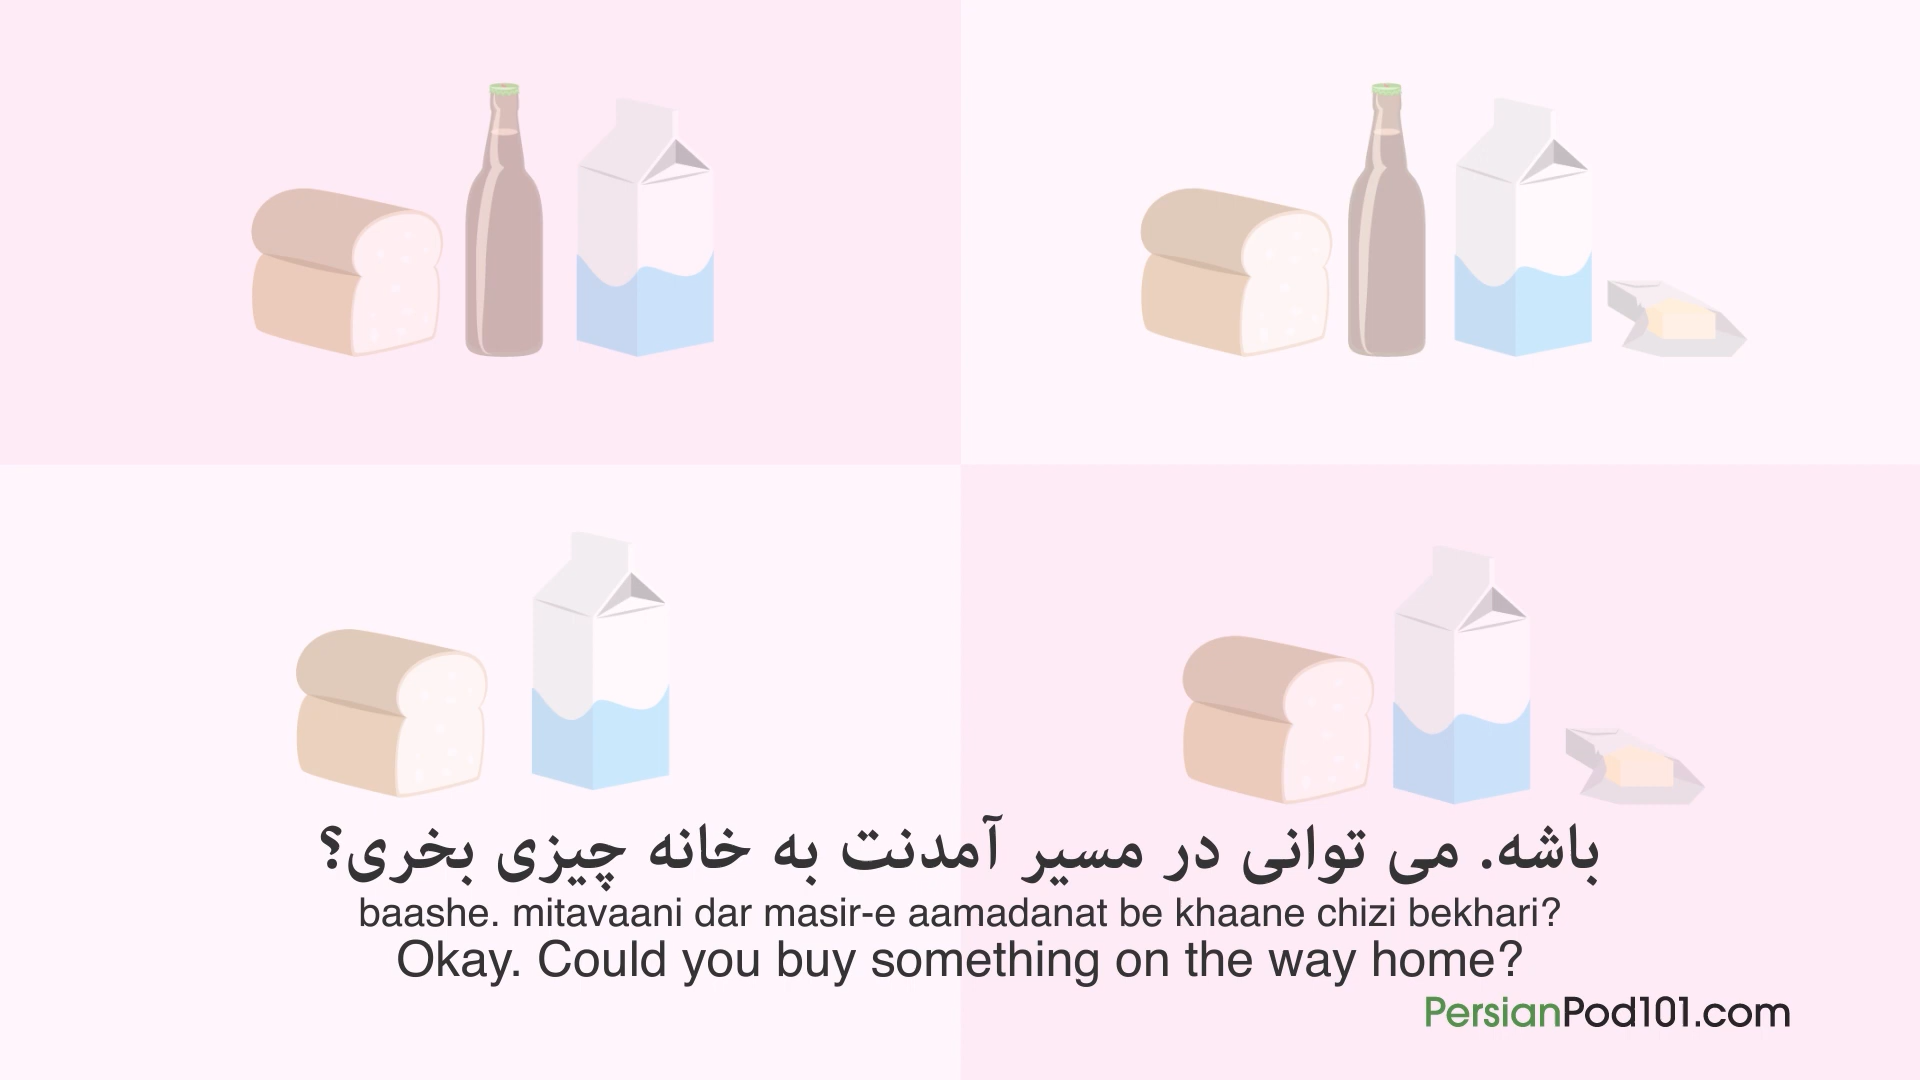 باشه. می توانی در مسیر آمدنت به خانه چیزی بخری؟
baashe. mitavaani dar masir-e aamadanat be khaane chizi bekhari?
Okay. Could you buy something on the way home?
PersianPod101.com